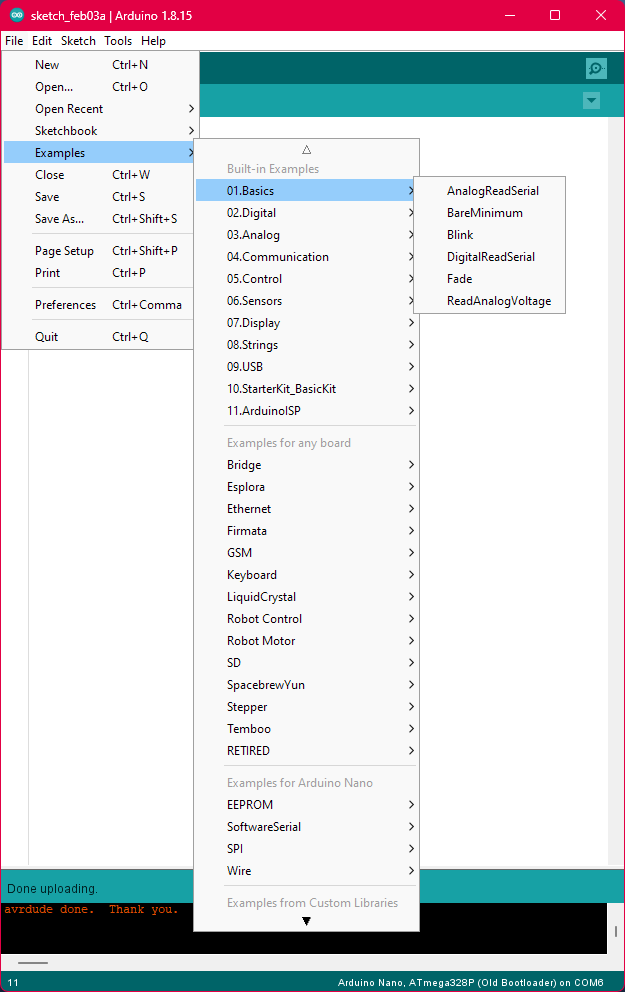 sketch_feb03a | Arduino 1.8.15
File Edit Sketch Tools Help
New Ctrl+N
Open... Ctrl+O
Open Recent
Sketchbook
Examples
Close Ctrl+W
Save Ctrl+S
Save As... Ctrl+Shift+S
Page Setup Ctrl+Shift+P
Print Ctrl+P
Preferences Ctrl+Comma
Quit Ctrl+Q
Built-in Examples
01.Basics
02.Digital
03.Analog
04.Communication
05.Control
06.Sensors
07.Display
08.Strings
09.USB
10.StarterKit_BasicKit
11.ArduinoISP
Examples for any board
Bridge
Esplora
Ethernet
Firmata
GSM
Keyboard
LiquidCrystal
Robot Control
Robot Motor
SD
SpacebrewYun
Stepper
Temboo
RETIRED
Examples for Arduino Nano
EEPROM
SoftwareSerial
SPI
Wire
Examples from Custom Libraries
AnalogReadSerial
BareMinimum
Blink
DigitalReadSerial
Fade
ReadAnalogVoltage
Done uploading.
avrdude done.  Thank you.
11 Arduino Nano, ATmega328P (Old Bootloader) on COM6